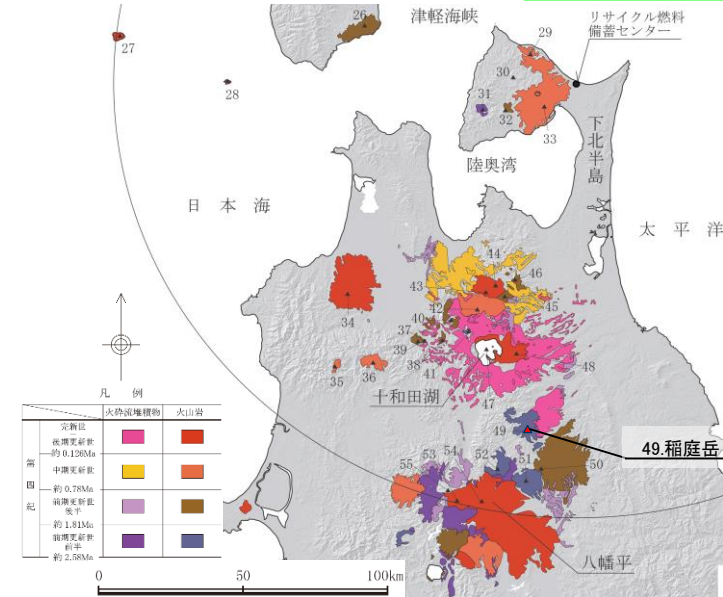 津軽海峡
リサイクル燃料
備蓄センター
26
27
28
29
30
31
32
33
陸奥湾
下北半島
日本海
太平洋
34
35
36
37
38
39
40
41
42
43
44
45
46
47
48
十和田湖
49
49.稲庭岳
50
51
52
53
54
55
八幡平
凡例
火砕流堆積物
火山岩
第四紀
完新世
後期更新世
約 0.126Ma
中期更新世
約 0.78Ma
前期更新世
後半
約 1.81Ma
前期更新世
前半
約 2.58Ma
0 50 100km